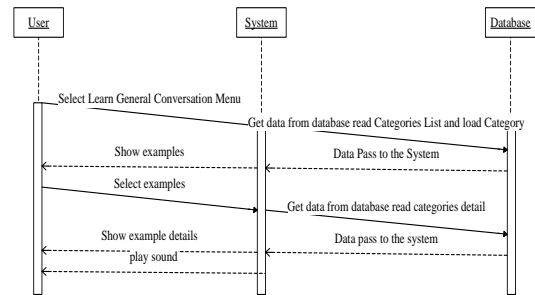 User
System
Database
Select Learn General Conversation Menu
Get data from database read Categories List and load Category
Show examples
Data Pass to the System
Select examples
Get data from database read categories detail
Show example details
Data pass to the system
play sound